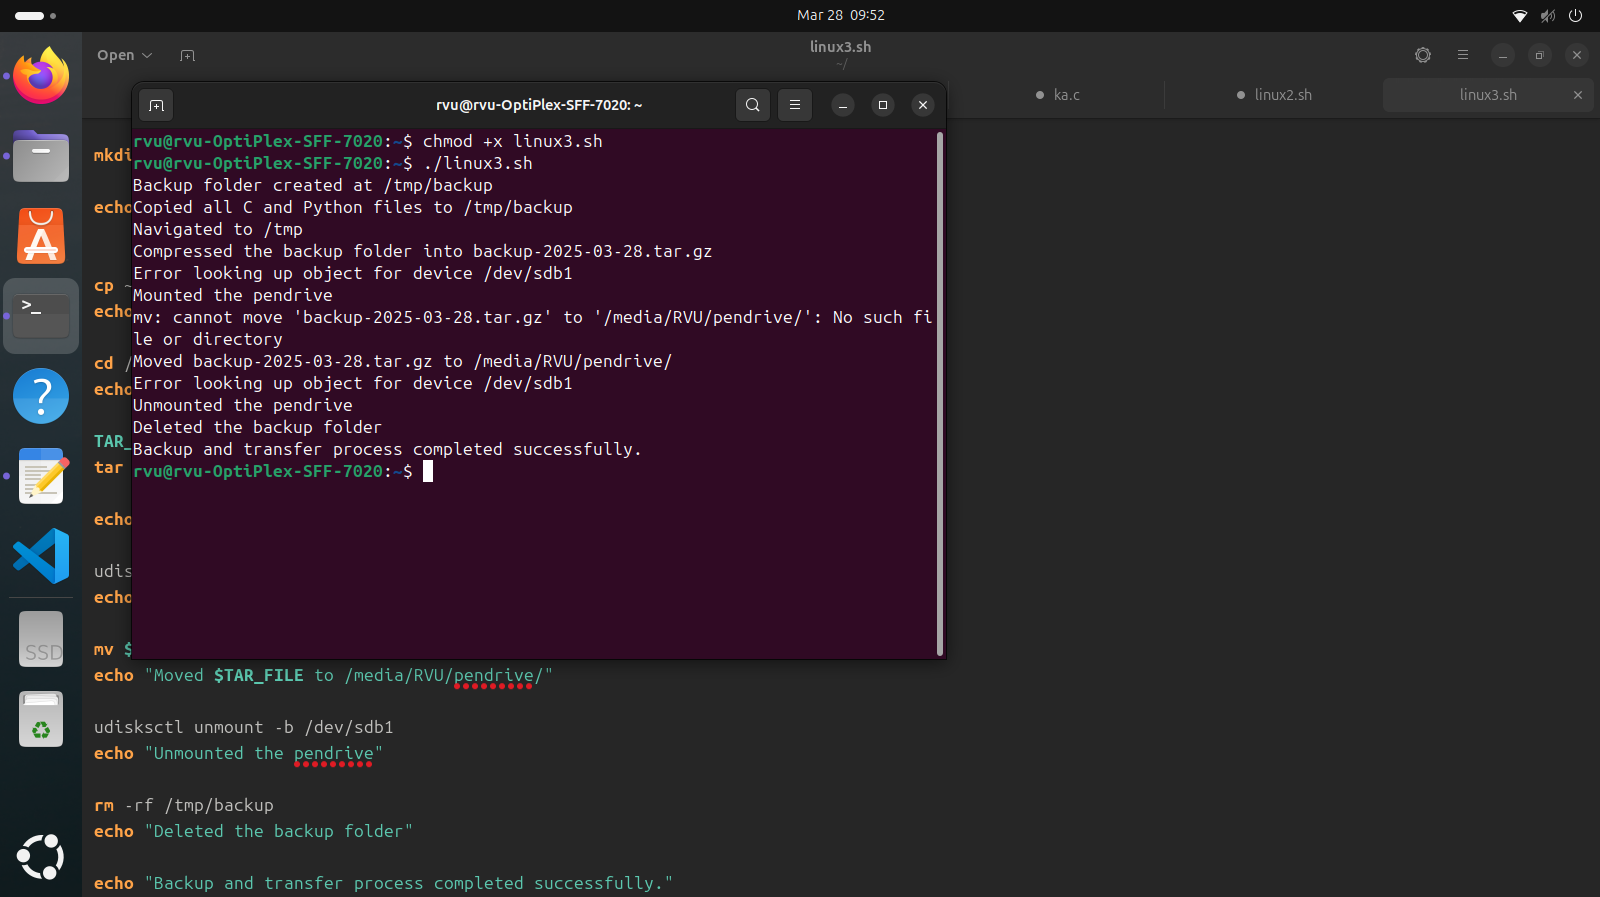 Mar 28 09:52
Open
linux3.sh
~/
ka.c
linux2.sh
linux3.sh
rvu@rvu-OptiPlex-SFF-7020: ~
rvu@rvu-OptiPlex-SFF-7020:~$ chmod +x linux3.sh
rvu@rvu-OptiPlex-SFF-7020:~$ ./linux3.sh
Backup folder created at /tmp/backup
Copied all C and Python files to /tmp/backup
Navigated to /tmp
Compressed the backup folder into backup-2025-03-28.tar.gz
Error looking up object for device /dev/sdb1
Mounted the pendrive
mv: cannot move 'backup-2025-03-28.tar.gz' to '/media/RVU/pendrive/': No such fi
le or directory
Moved backup-2025-03-28.tar.gz to /media/RVU/pendrive/
Error looking up object for device /dev/sdb1
Unmounted the pendrive
Deleted the backup folder
Backup and transfer process completed successfully.
rvu@rvu-OptiPlex-SFF-7020:~$
mkdi
echo
cp ~
echo
cd /
echo
TAR_
tar
echo
udis
echo
mv $
echo "Moved $TAR_FILE to /media/RVU/pendrive/"
udisksctl unmount -b /dev/sdb1
echo "Unmounted the pendrive"
rm -rf /tmp/backup
echo "Deleted the backup folder"
echo "Backup and transfer process completed successfully."
>_
SSD